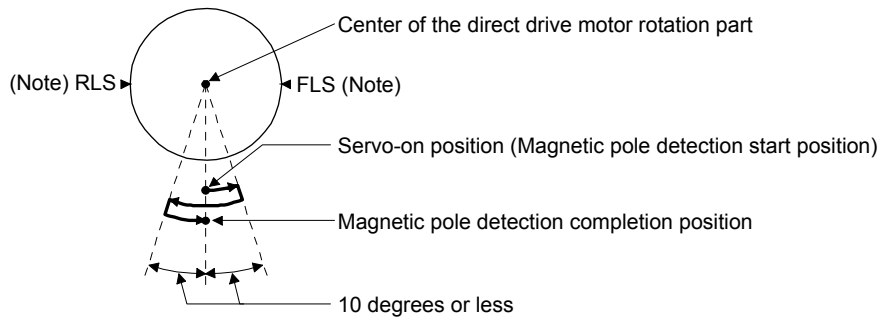 Center of the direct drive motor rotation part
(Note) RLS
FLS (Note)
Servo-on position (Magnetic pole detection start position)
Magnetic pole detection completion position
10 degrees or less